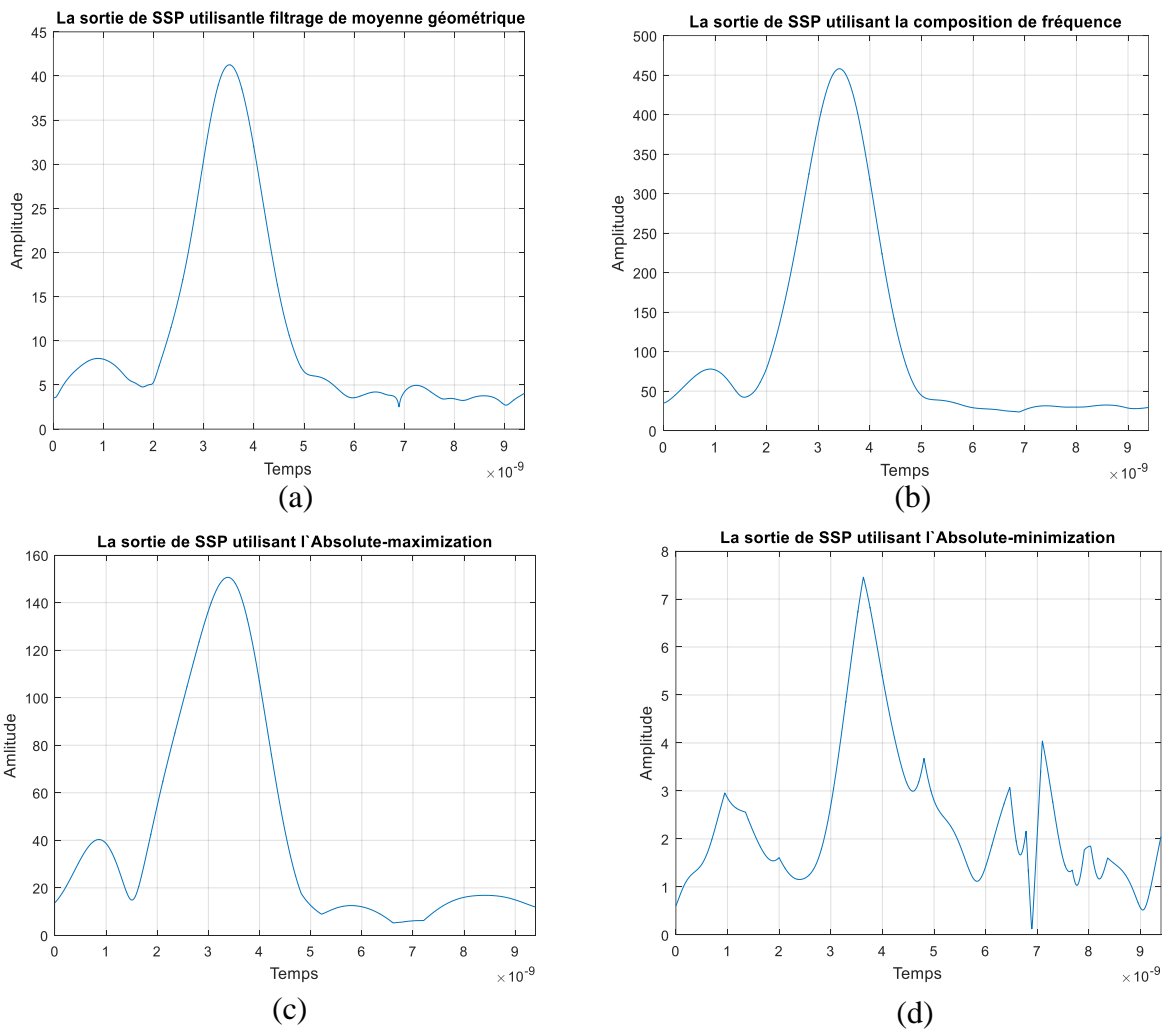 La sortie de SSP utilisantle filtrage de moyenne géométrique
45
40
35
30
25
20
15
10
5
0
Amplitude
0 1 2 3 4 5 6 7 8 9
Temps
×10-9
(a)
La sortie de SSP utilisant la composition de fréquence
500
450
400
350
300
250
200
150
100
50
0
Amplitude
0 1 2 3 4 5 6 7 8 9
Temps
×10-9
(b)
La sortie de SSP utilisant l`Absolute-maximization
160
140
120
100
80
60
40
20
0
Amlitude
0 1 2 3 4 5 6 7 8 9
Temps
×10-9
(c)
La sortie de SSP utilisant l`Absolute-minimization
8
7
6
5
4
3
2
1
0
Amplitude
0 1 2 3 4 5 6 7 8 9
Temps
×10-9
(d)